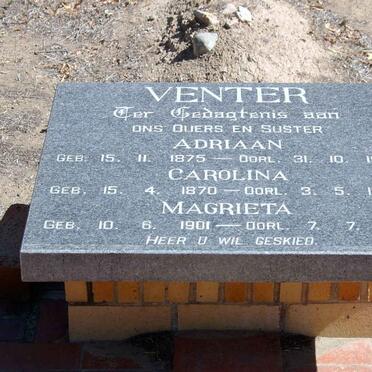 VENTER
Ter Gedagtenis aan
ONS OUERS EN SUSTER
ADRIAAN
GEB. 15. 11. 1875 — OORL. 31. 10.
CAROLINA
GEB. 15. 4. 1870 — OORL. 3. 5.
MAGRIETA
GEB. 10. 6. 1901 — OORL. 7. 7.
HEER U WIL GESKIED.